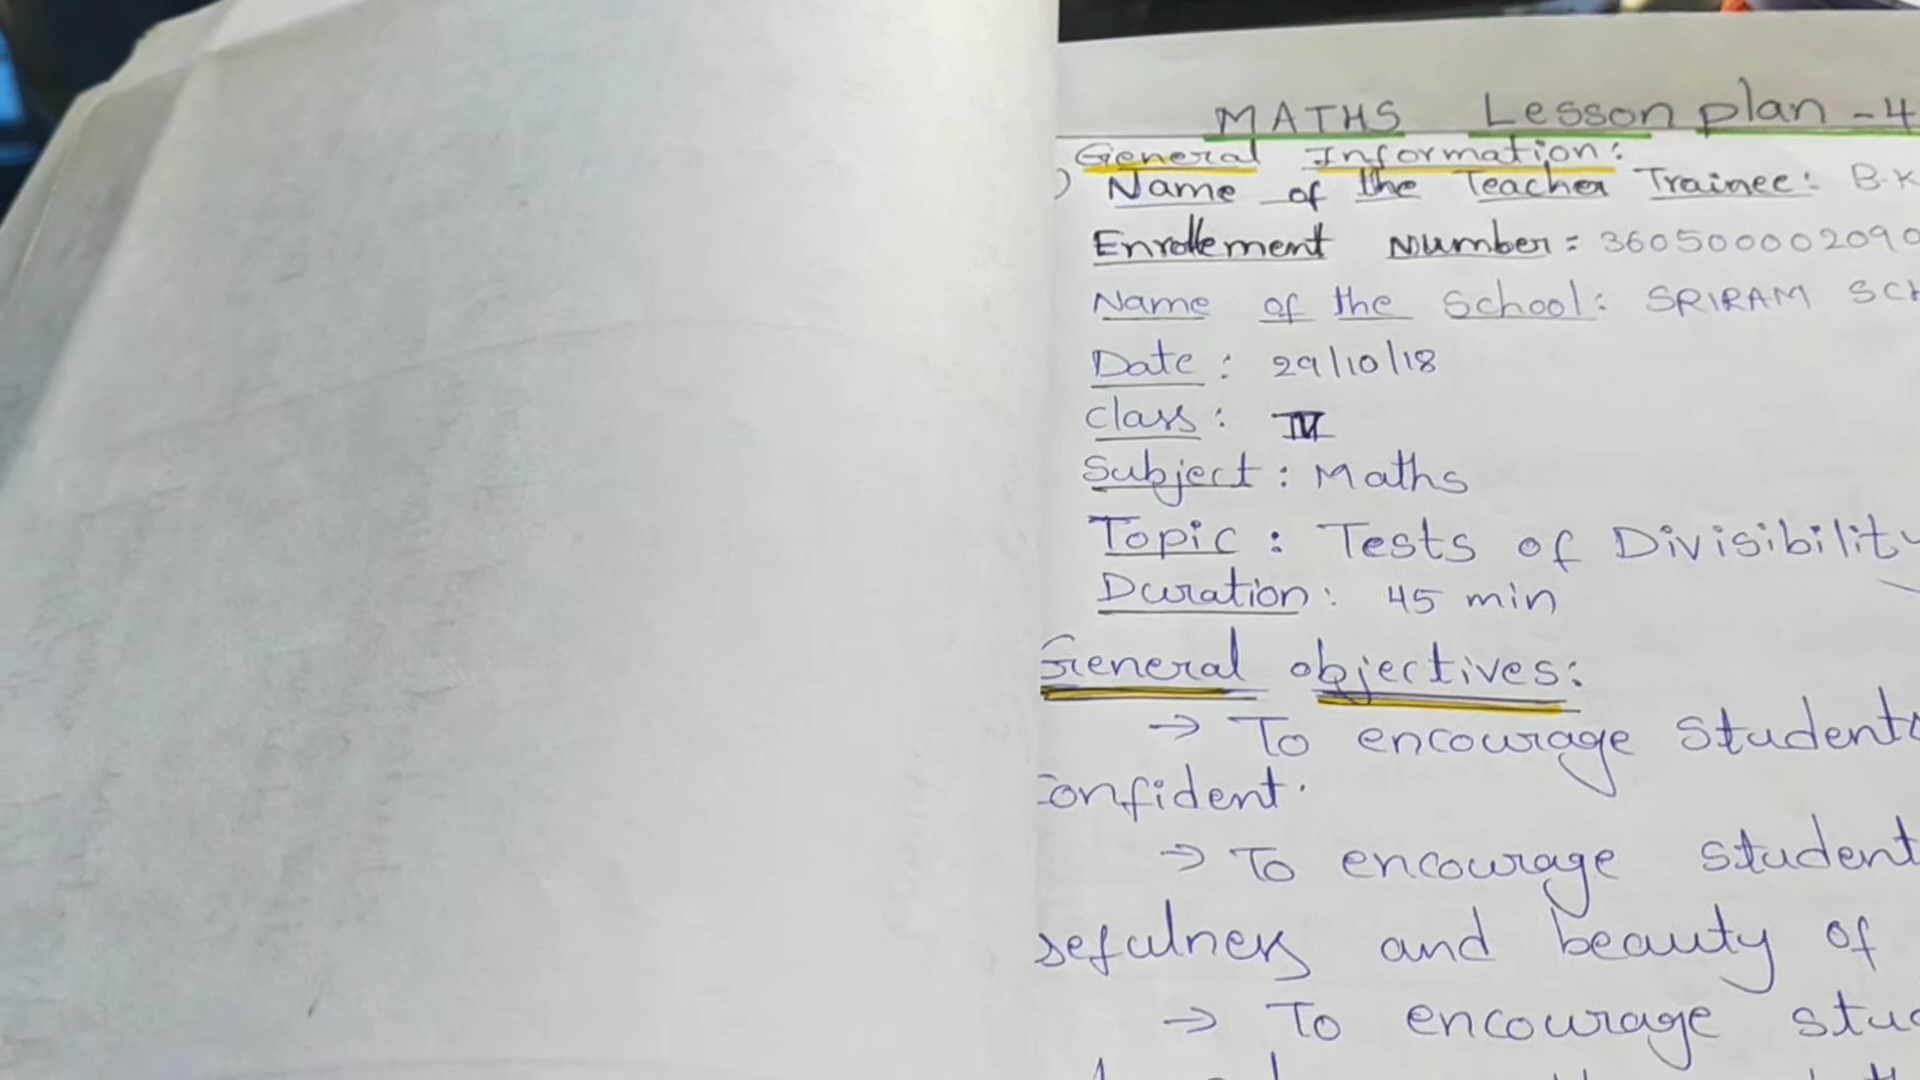 MATHS Lesson plan - 4
General Information:
) Name of the Teacher Trainee: B.K
Enrollement Number: 360500002090
Name of the School: SRIRAM SCH
Date: 29/10/18
Class: IV
Subject: Maths
Topic: Tests of Divisibility
Duration: 45 min
General objectives:
→ To encourage students
confident.
→ To encourage student
sefulness and beauty of
→ To encourage stud